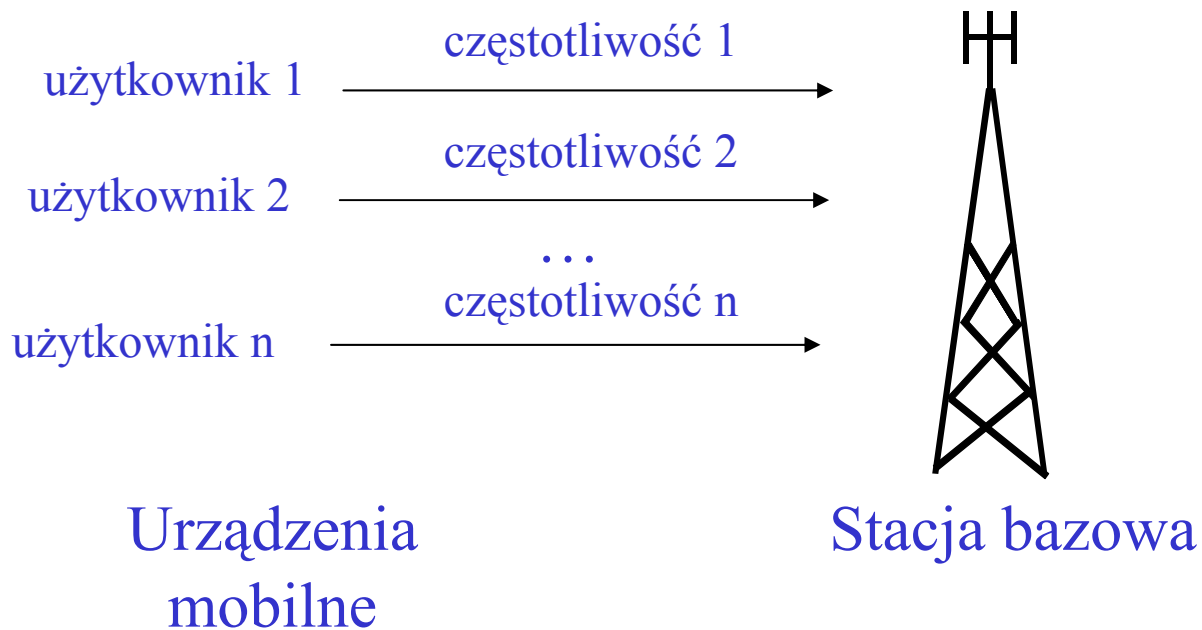 częstotliwość 1
użytkownik 1
częstotliwość 2
użytkownik 2
...
częstotliwość n
użytkownik n
Urządzenia
mobilne
Stacja bazowa